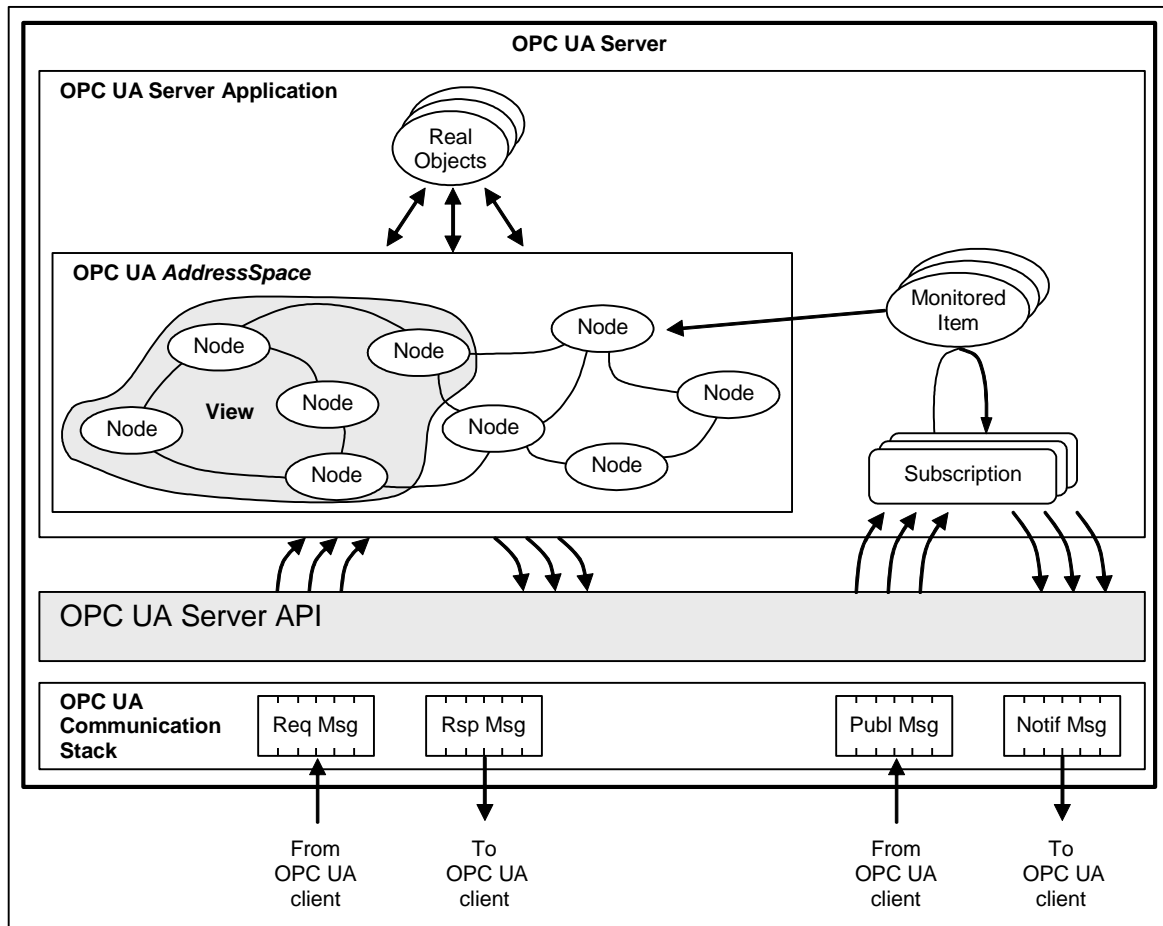 OPC UA Server
OPC UA Server Application
Real
Objects
OPC UA AddressSpace
Monitored
Item
Node
Node
Node
View
Node
Node
Node
Node
Node
Node
Subscription
OPC UA Server API
OPC UA
Communication
Stack
Req Msg
Rsp Msg
Publ Msg
Notif Msg
From
OPC UA
client
To
OPC UA
client
From
OPC UA
client
To
OPC UA
client